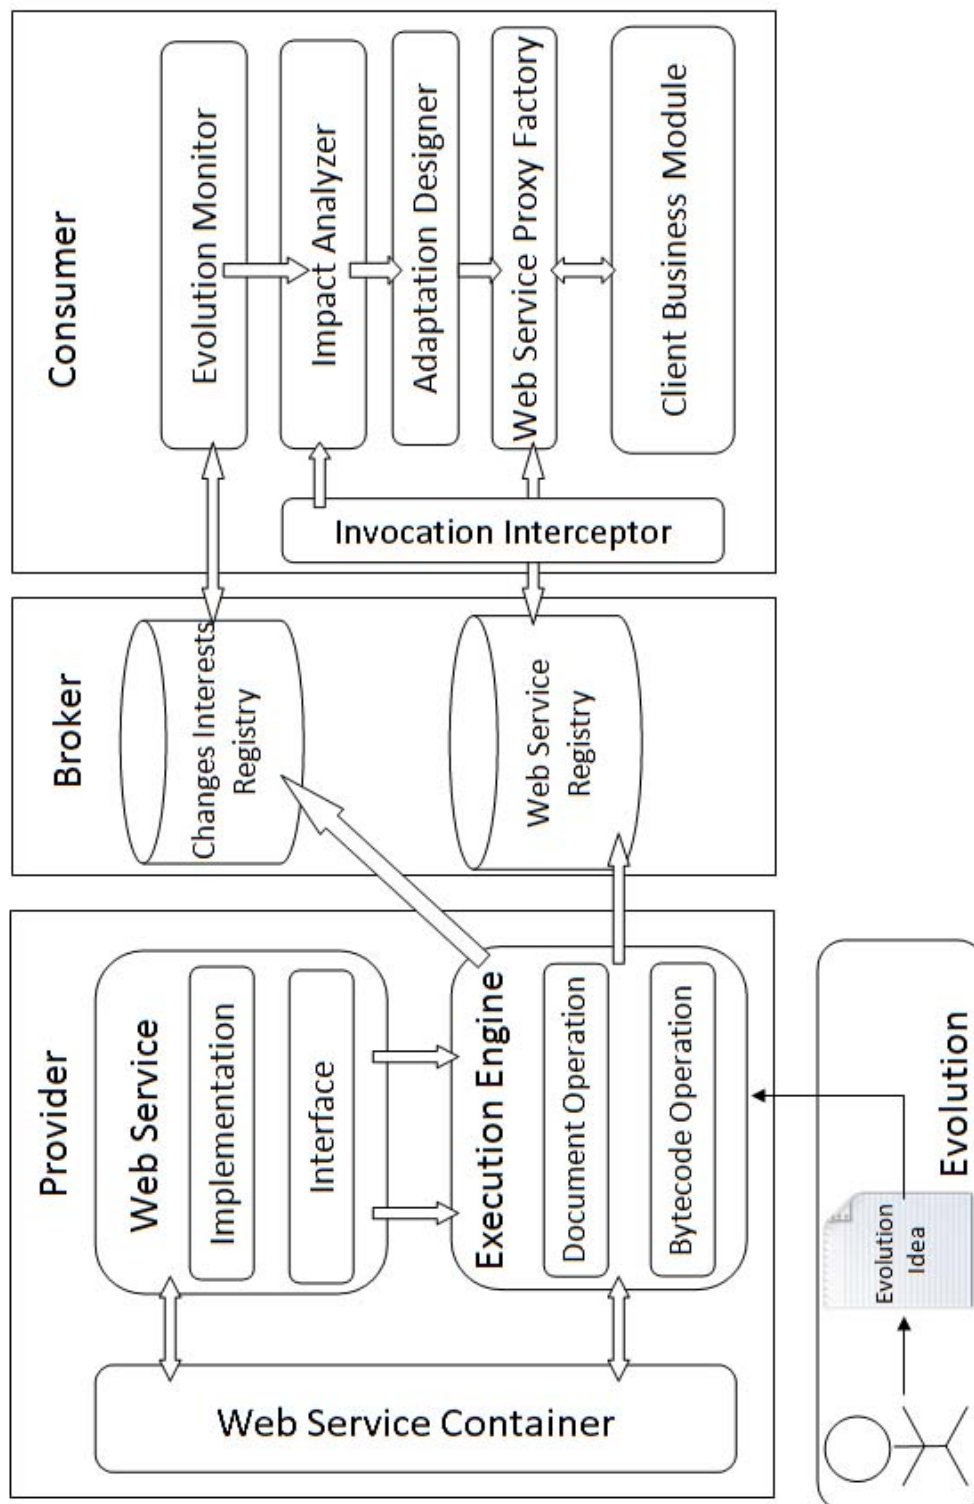 Provider
Web Service Container
Web Service
Implementation
Interface
Execution Engine
Document Operation
Bytecode Operation
Evolution
Idea
Evolution
Broker
Changes Interests
Registry
Web Service
Registry
Consumer
Invocation Interceptor
Evolution Monitor
Impact Analyzer
Adaptation Designer
Web Service Proxy Factory
Client Business Module